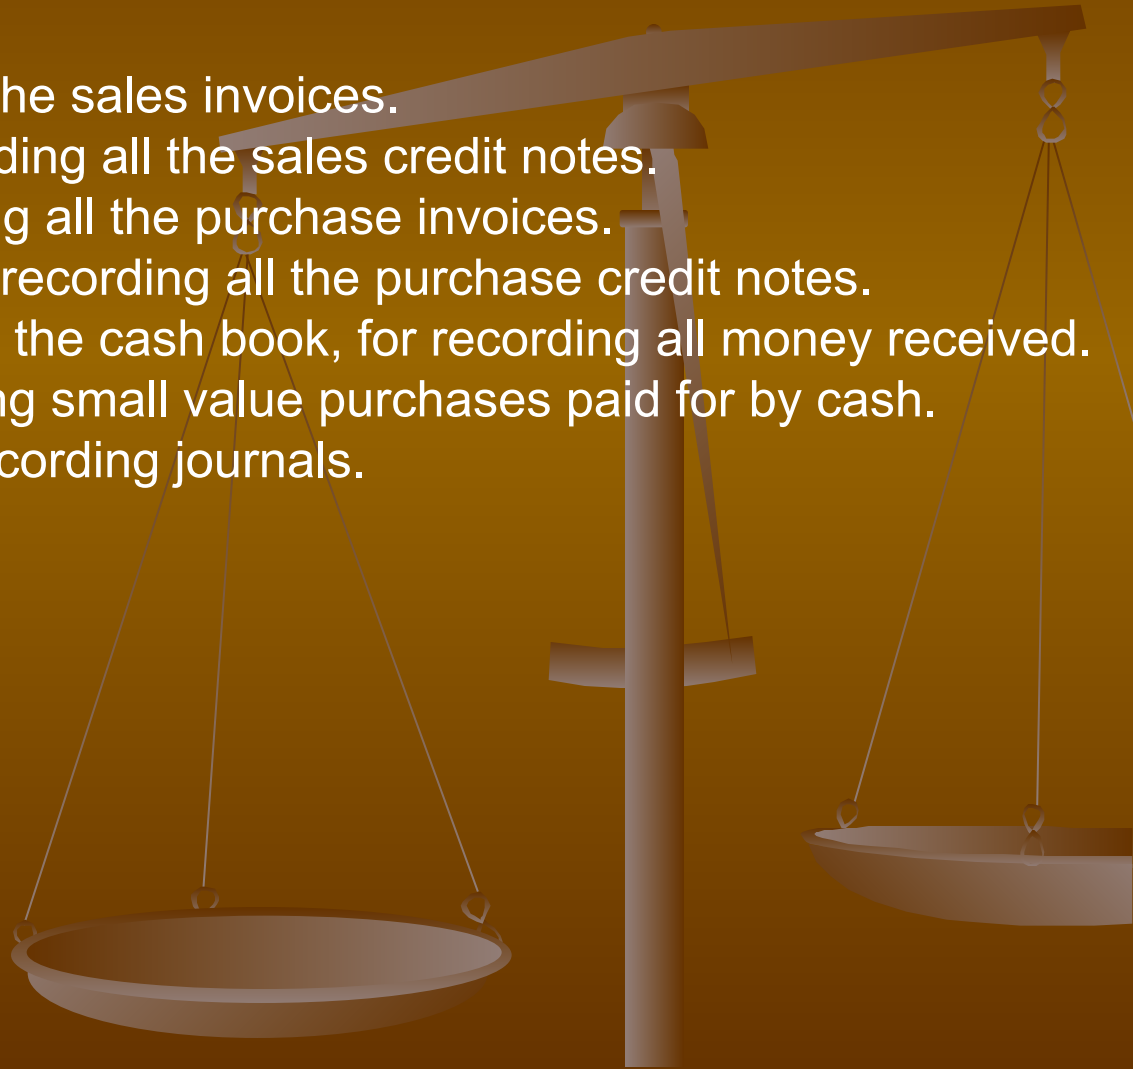 he sales invoices.
ding all the sales credit notes.
g all the purchase invoices.
recording all the purchase credit notes.
the cash book, for recording all money received.
ng small value purchases paid for by cash.
cording journals.